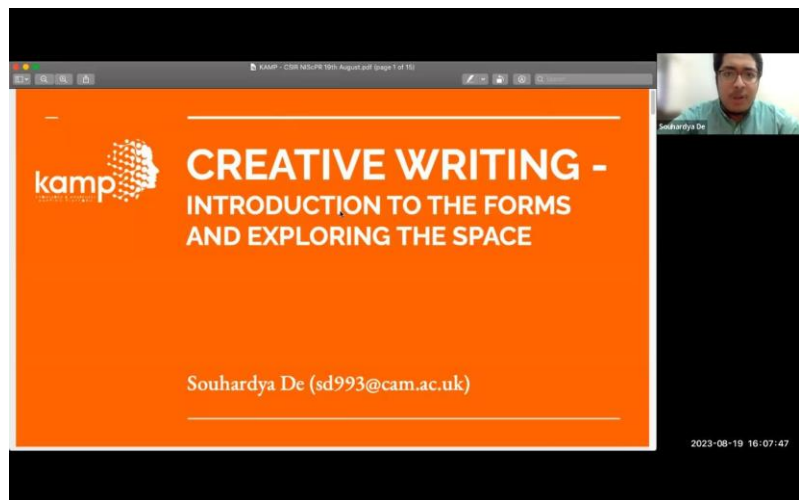 KAMP - CSIR NIScPR 19th August.pdf (page 1 of 15)
Search
kamp
CREATIVE WRITING -
INTRODUCTION TO THE FORMS
AND EXPLORING THE SPACE
Souhardya De (sd993@cam.ac.uk)
Souhardya De
2023-08-19 16:07:47